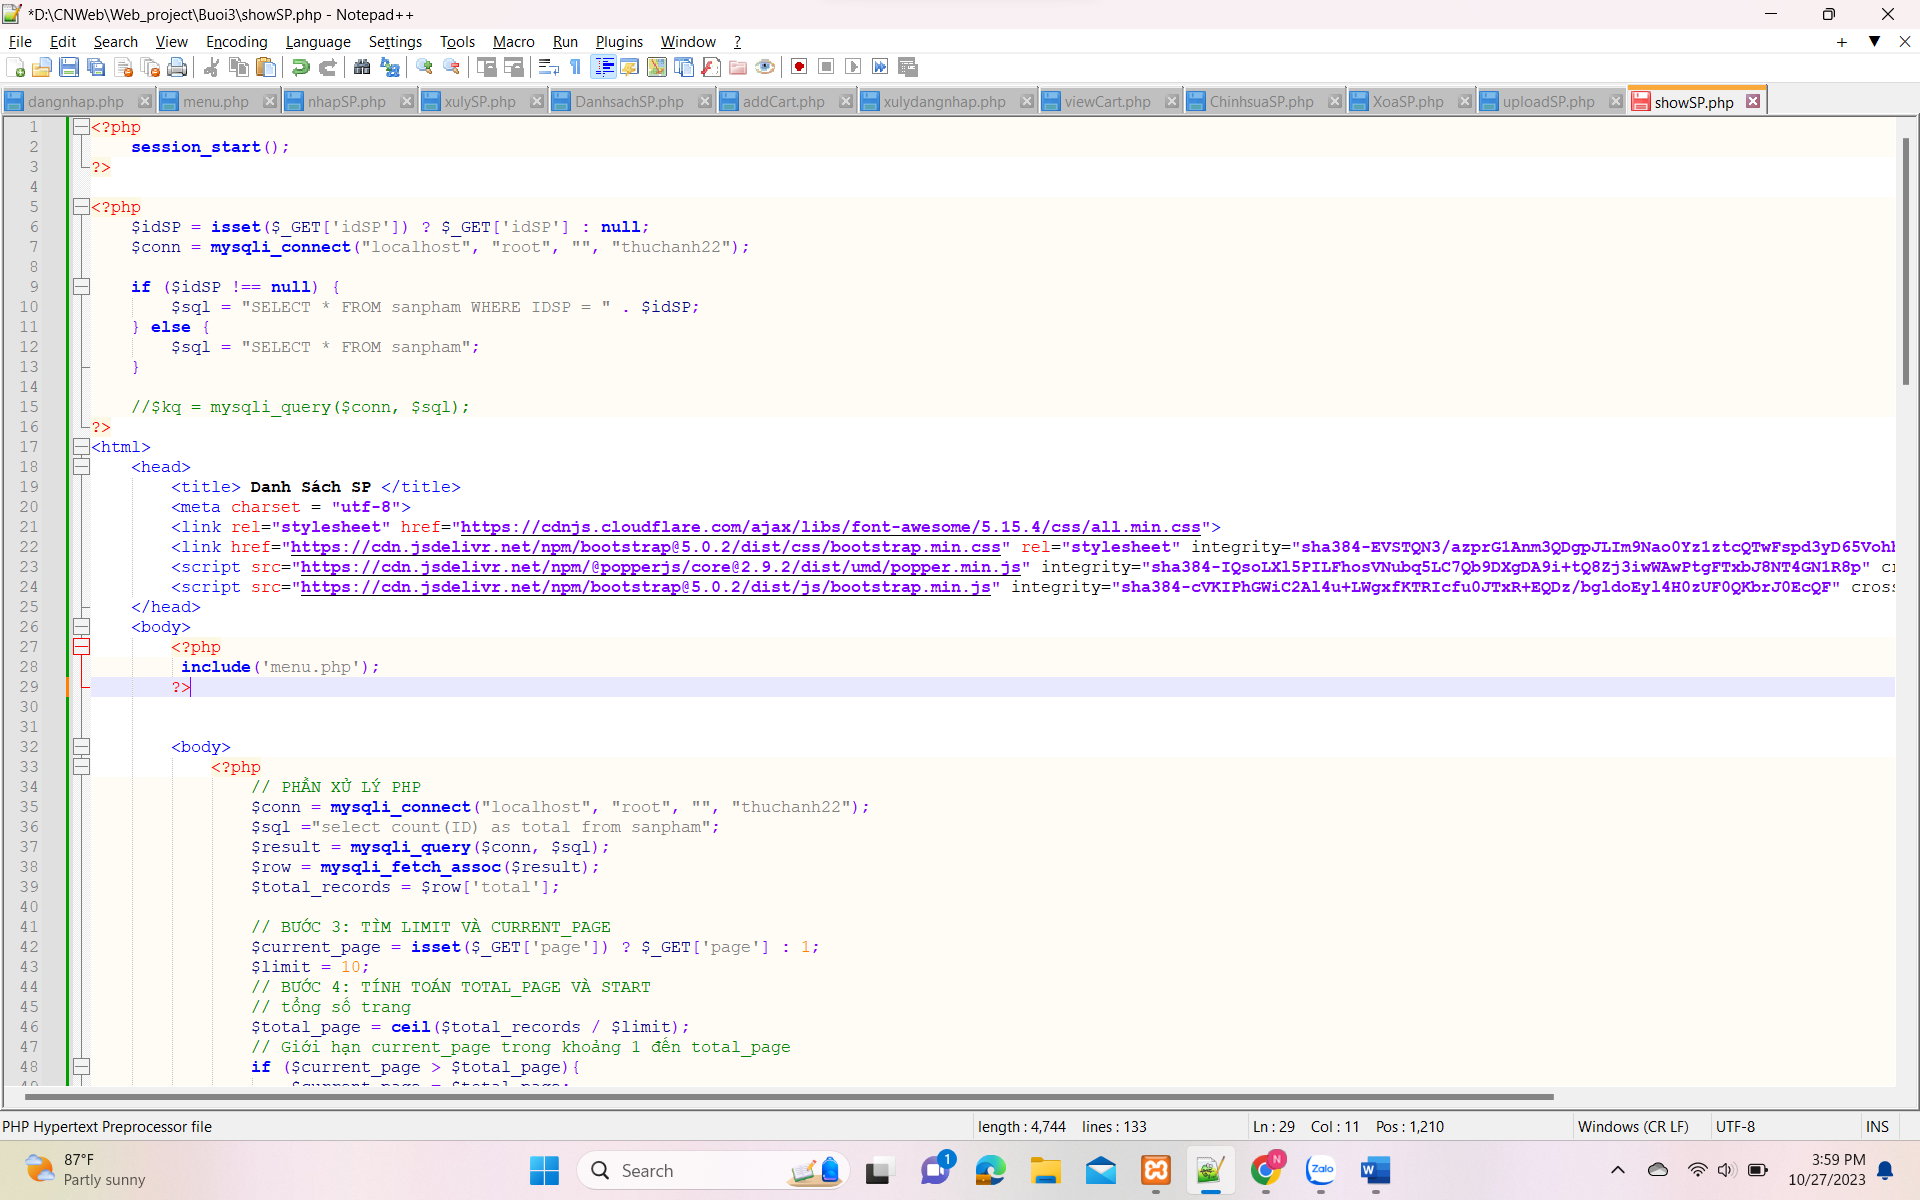 *D:\CNWeb\Web_project\Buoi3\showSP.php - Notepad++
File Edit Search View Encoding Language Settings Tools Macro Run Plugins Window ?
dangnhap.php menu.php nhapSP.php xulySP.php DanhsachSP.php addCart.php xulydangnhap.php viewCart.php ChinhsuaSP.php XoaSP.php uploadSP.php showSP.php
1 <?php
2 session_start();
3 ?>
4
5 <?php
6 $idSP = isset($_GET['idSP']) ? $_GET['idSP'] : null;
7 $conn = mysqli_connect("localhost", "root", "", "thuchanh22");
8
9 if ($idSP !== null) {
10 $sql = "SELECT * FROM sanpham WHERE IDSP = " . $idSP;
11 } else {
12 $sql = "SELECT * FROM sanpham";
13 }
14
15 //$kq = mysqli_query($conn, $sql);
16 ?>
17 <html>
18 <head>
19 <title> Danh Sách SP </title>
20 <meta charset = "utf-8">
21 <link rel="stylesheet" href="https://cdnjs.cloudflare.com/ajax/libs/font-awesome/5.15.4/css/all.min.css">
22 <link href="https://cdn.jsdelivr.net/npm/bootstrap@5.0.2/dist/css/bootstrap.min.css" rel="stylesheet" integrity="sha384-EVSTQN3/azprG1Anm3QDgpJLIm9Nao0Yz1ztcQTwFspd3yD65Voh
23 <script src="https://cdn.jsdelivr.net/npm/@popperjs/core@2.9.2/dist/umd/popper.min.js" integrity="sha384-IQsoLXl5PILFhosVNubq5LC7Qb9DXgDA9i+tQ8Zj3iwWAwPtgFTxbJ8NT4GN1R8p" cr
24 <script src="https://cdn.jsdelivr.net/npm/bootstrap@5.0.2/dist/js/bootstrap.min.js" integrity="sha384-cVKIPhGWiC2Al4u+LWgxfKTRIcfu0JTxR+EQDz/bgldoEyl4H0zUF0QKbrJ0EcQF" cross
25 </head>
26 <body>
27 <?php
28 include('menu.php');
29 ?>
30
31
32 <body>
33 <?php
34 // PHẦN XỬ LÝ PHP
35 $conn = mysqli_connect("localhost", "root", "", "thuchanh22");
36 $sql ="select count(ID) as total from sanpham";
37 $result = mysqli_query($conn, $sql);
38 $row = mysqli_fetch_assoc($result);
39 $total_records = $row['total'];
40
41 // BƯỚC 3: TÌM LIMIT VÀ CURRENT_PAGE
42 $current_page = isset($_GET['page']) ? $_GET['page'] : 1;
43 $limit = 10;
44 // BƯỚC 4: TÍNH TOÁN TOTAL_PAGE VÀ START
45 // tổng số trang
46 $total_page = ceil($total_records / $limit);
47 // Giới hạn current_page trong khoảng 1 đến total_page
48 if ($current_page > $total_page){
49 $current_page = $total_page;
PHP Hypertext Preprocessor file length : 4,744 lines : 133 Ln : 29 Col : 11 Pos : 1,210 Windows (CR LF) UTF-8 INS
87°F
Partly sunny
Search
1
N
Zalo
3:59 PM
10/27/2023